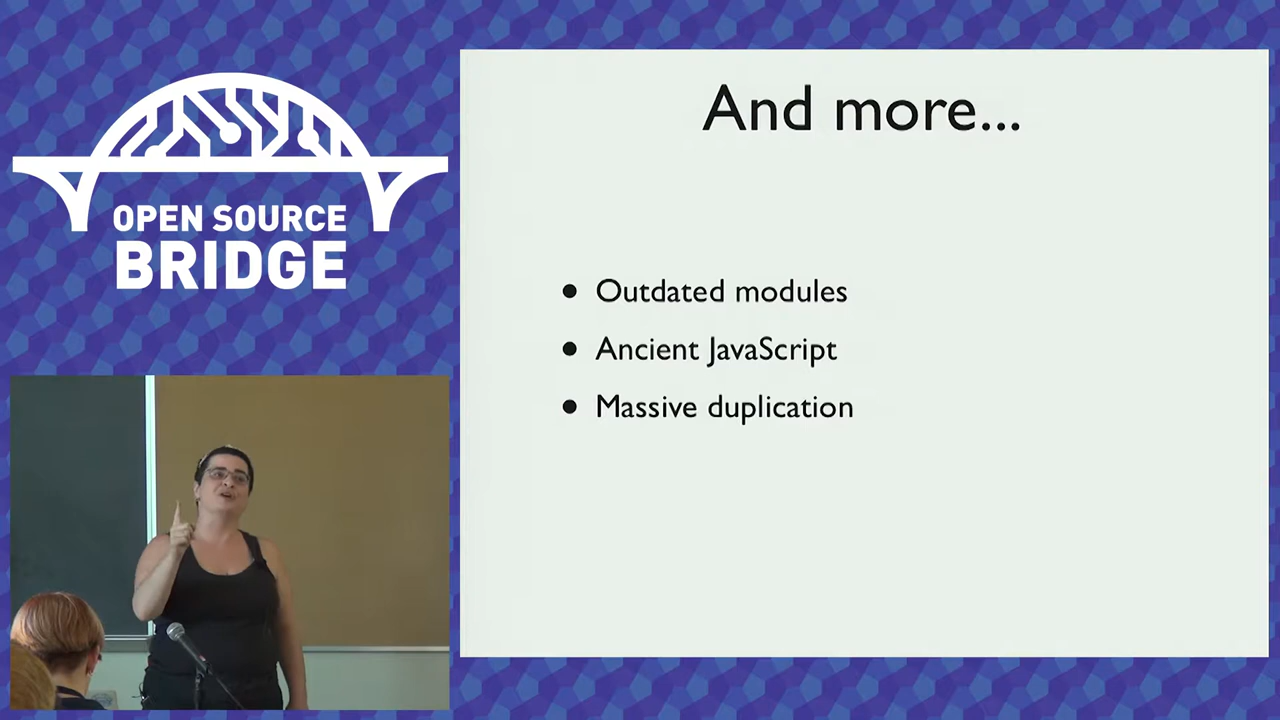 OPEN SOURCE
BRIDGE
And more...
• Outdated modules
• Ancient JavaScript
• Massive duplication